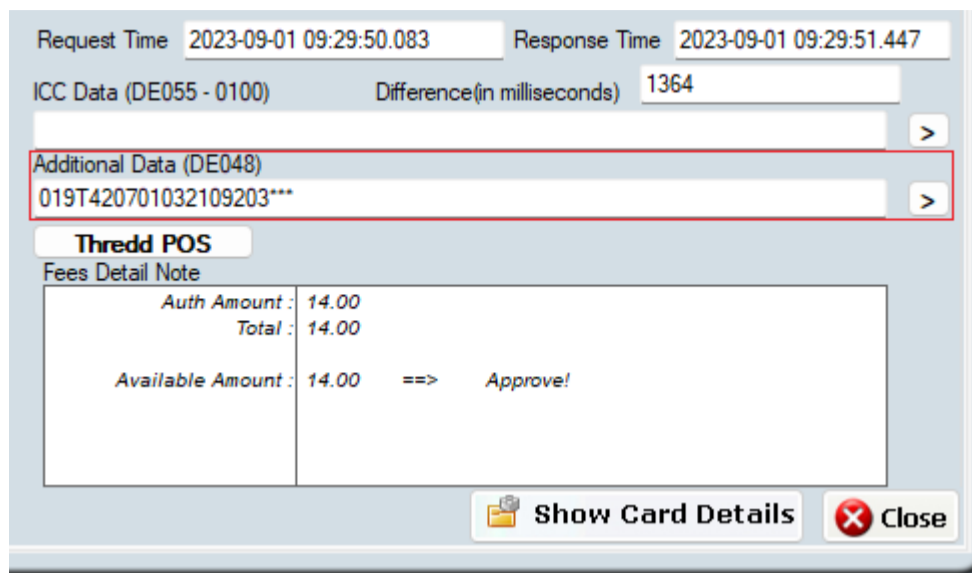 Request Time 2023-09-01 09:29:50.083 Response Time 2023-09-01 09:29:51.447
ICC Data (DE055 - 0100) Difference(in milliseconds) 1364
>
Additional Data (DE048)
019T420701032109203*** >
Thredd POS
Fees Detail Note
Auth Amount : 14.00
Total : 14.00
Available Amount : 14.00 ==> Approve!
Show Card Details Close